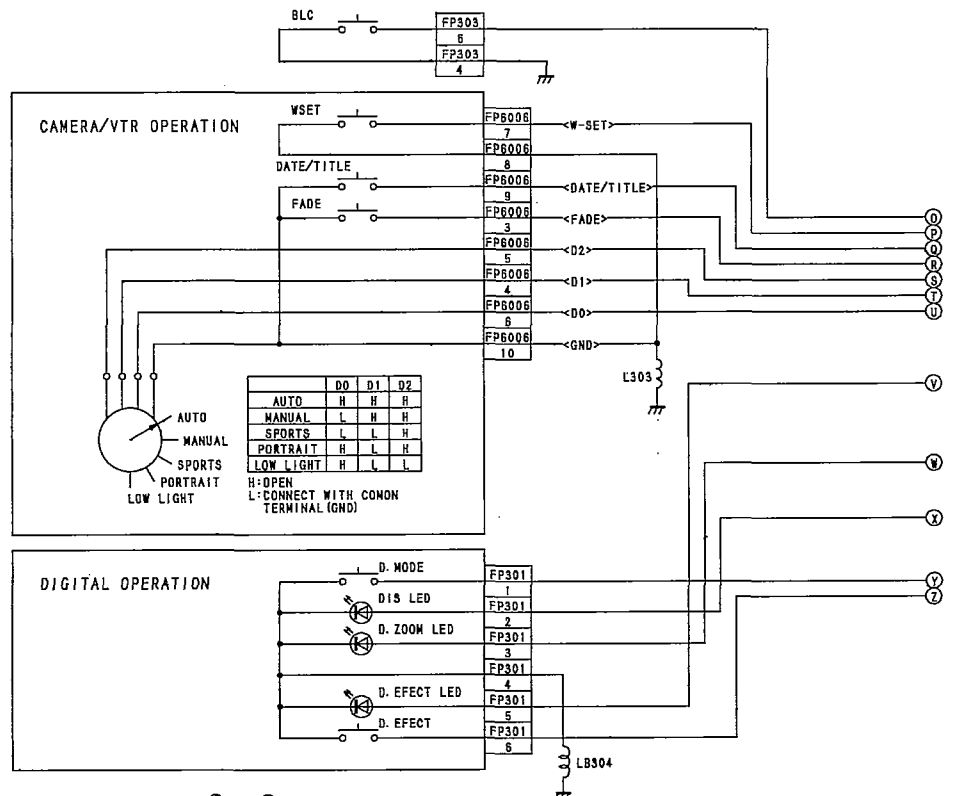 BLC
FP303
6
FP303
4
CAMERA/VTR OPERATION
WSET
FP6006
7
<W-SET>
FP6006
8
DATE/TITLE
FP6006
9
<DATE/TITLE>
FADE
FP6006
3
<FADE>
FP6006
5
<D2>
FP6006
4
<D1>
FP6006
6
<D0>
FP6006
10
<GND>
O
P
Q
R
S
T
U
L303
V
W
X
Y
Z
AUTO
MANUAL
SPORTS
PORTRAIT
LOW LIGHT
D0 D1 D2
AUTO H H H
MANUAL L H H
SPORTS L L H
PORTRAIT H L H
LOW LIGHT H L L
H:OPEN
L:CONNECT WITH COMON
TERMINAL(GND)
DIGITAL OPERATION
D. MODE
FP301
1
DIS LED
FP301
2
D. ZOOM LED
FP301
3
FP301
4
D. EFECT LED
FP301
5
D. EFECT
FP301
6
LB304